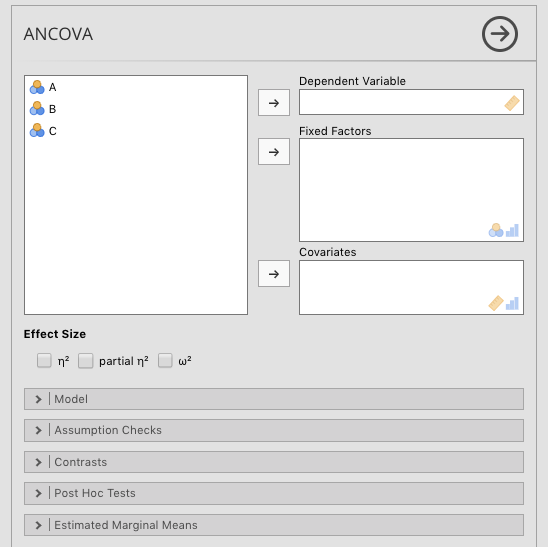 ANCOVA
A
B
C
Dependent Variable
Fixed Factors
Covariates
Effect Size
η² partial η² ω²
Model
Assumption Checks
Contrasts
Post Hoc Tests
Estimated Marginal Means